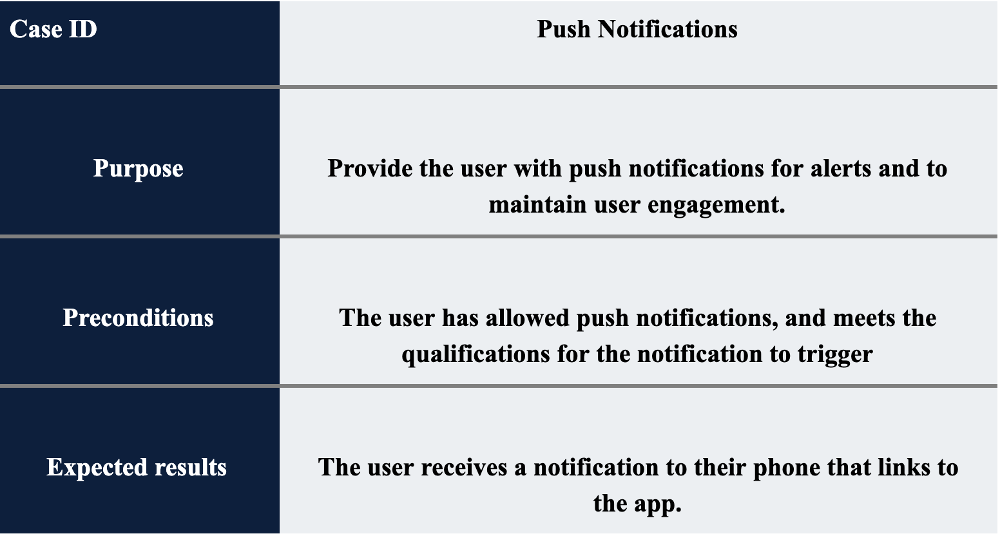 Case ID
Push Notifications
Purpose
Provide the user with push notifications for alerts and to
maintain user engagement.
Preconditions
The user has allowed push notifications, and meets the
qualifications for the notification to trigger
Expected results
The user receives a notification to their phone that links to
the app.